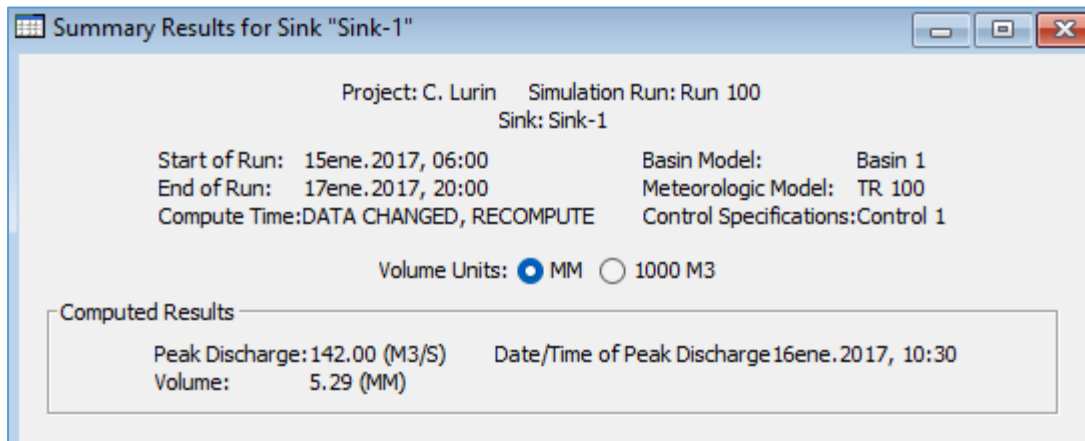 Summary Results for Sink "Sink-1"
Project: C. Lurin Simulation Run: Run 100
Sink: Sink-1
Start of Run: 15ene.2017, 06:00 Basin Model: Basin 1
End of Run: 17ene.2017, 20:00 Meteorologic Model: TR 100
Compute Time:DATA CHANGED, RECOMPUTE Control Specifications:Control 1
Volume Units: MM 1000 M3
Computed Results
Peak Discharge:142.00 (M3/S) Date/Time of Peak Discharge16ene.2017, 10:30
Volume: 5.29 (MM)